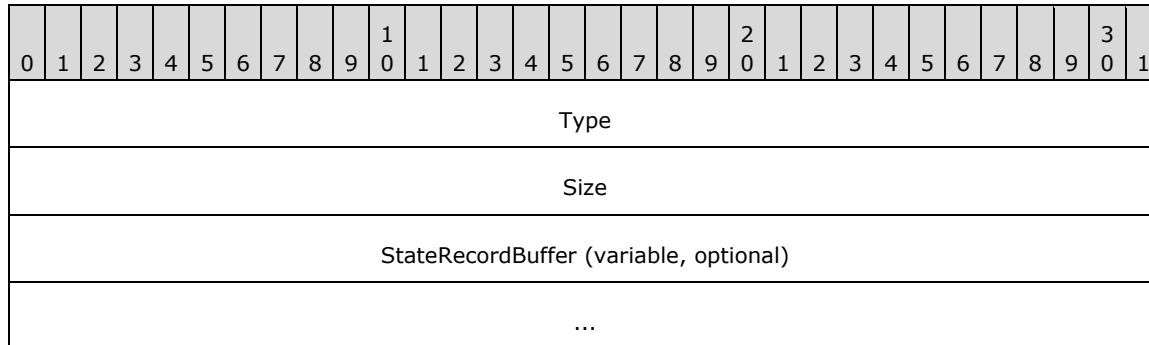 1 2 3
0 1 2 3 4 5 6 7 8 9 0 1 2 3 4 5 6 7 8 9 0 1 2 3 4 5 6 7 8 9 0 1
Type
Size
StateRecordBuffer (variable, optional)
...